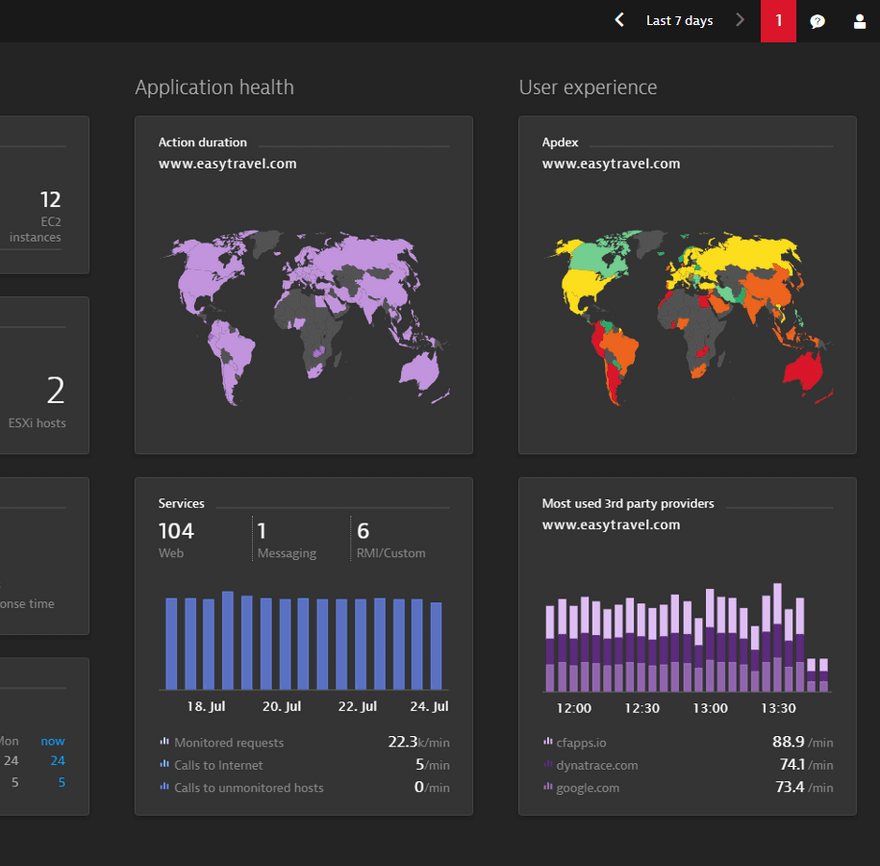 Last 7 days
1
Application health
User experience
12
EC2
instances
2
ESXi hosts
onse time
Mon now
24 24
5 5
Action duration
www.easytravel.com
Apdex
www.easytravel.com
Services
104 1 6
Web Messaging RMI/Custom
18. Jul 20. Jul 22. Jul 24. Jul
Monitored requests 22.3k/min
Calls to Internet 5/min
Calls to unmonitored hosts 0/min
Most used 3rd party providers
www.easytravel.com
12:00 12:30 13:00 13:30
cfapps.io 88.9 /min
dynatrace.com 74.1 /min
google.com 73.4 /min